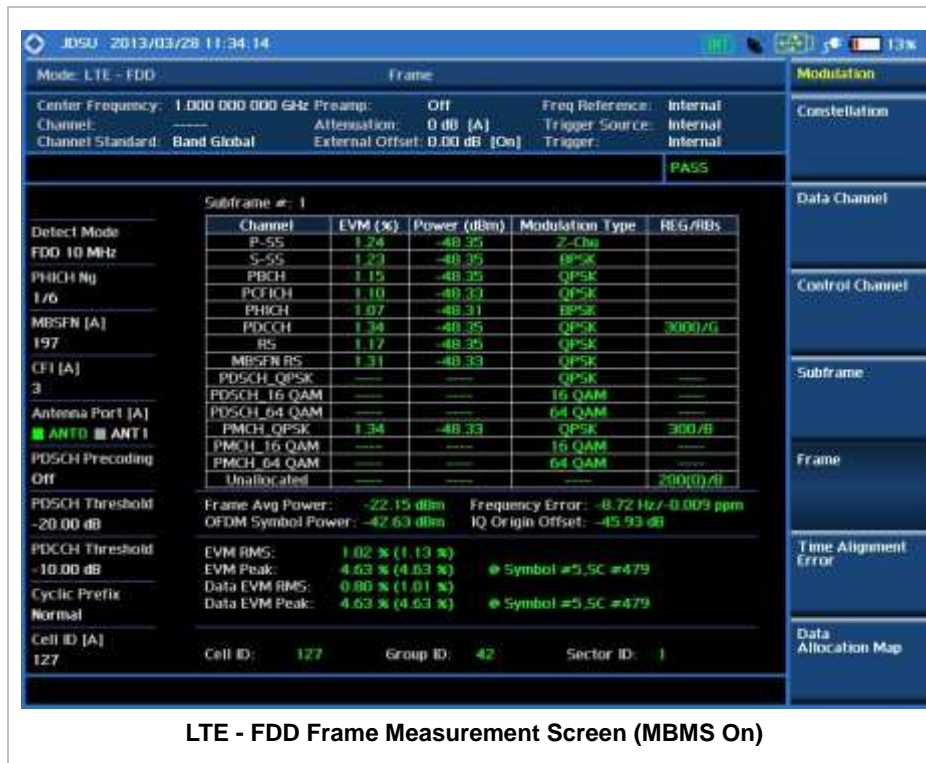 JDSU 2013/03/28 11:34:14
13%
Mode: LTE - FDD Frame
Modulation
Center Frequency: 1.000 000 000 GHz Preamp: Off Freq Reference: Internal
Channel: ----- Attenuation: 0 dB [A] Trigger Source: Internal
Channel Standard: Band Global External Offset: 0.00 dB [On] Trigger: Internal
PASS
Constellation
Data Channel
Control Channel
Subframe
Frame
Time Alignment
Error
Data
Allocation Map
Detect Mode
FDD 10 MHz
PHICH Ng
1/6
MBSFN [A]
197
CFI [A]
3
Antenna Port [A]
ANT0 ANT1
PDSCH Precoding
Off
PDSCH Threshold
-20.00 dB
PDCCH Threshold
-10.00 dB
Cyclic Prefix
Normal
Cell ID [A]
127
Subframe #: 1
Channel EVM (%) Power (dBm) Modulation Type REG/RBs
P-SS 1.24 -48.35 Z-Chu
S-SS 1.23 -48.35 BPSK
PBCH 1.15 -48.35 QPSK
PCFICH 1.10 -48.33 QPSK
PHICH 1.07 -48.31 BPSK
PDCCH 1.34 -48.35 QPSK 3000/G
RS 1.17 -48.35 QPSK
MBSFN RS 1.31 -48.33 QPSK
PDSCH_QPSK ---- ---- QPSK ----
PDSCH_16 QAM ---- ---- 16 QAM ----
PDSCH_64 QAM ---- ---- 64 QAM ----
PMCH_QPSK 1.34 -48.33 QPSK 300/B
PMCH_16 QAM ---- ---- 16 QAM ----
PMCH_64 QAM ---- ---- 64 QAM ----
Unallocated ---- ---- ---- 200(0)/B
Frame Avg Power: -22.15 dBm Frequency Error: -8.72 Hz/-0.009 ppm
OFDM Symbol Power: -42.63 dBm IQ Origin Offset: -45.93 dB
EVM RMS: 1.02 % (1.13 %)
EVM Peak: 4.63 % (4.63 %) @ Symbol #5,SC #479
Data EVM RMS: (1.01 %)
Data EVM Peak: 4.63 % (4.63 %) @ Symbol #5,SC #479
Cell ID: 127 Group ID: 42 Sector ID: 1
LTE - FDD Frame Measurement Screen (MBMS On)